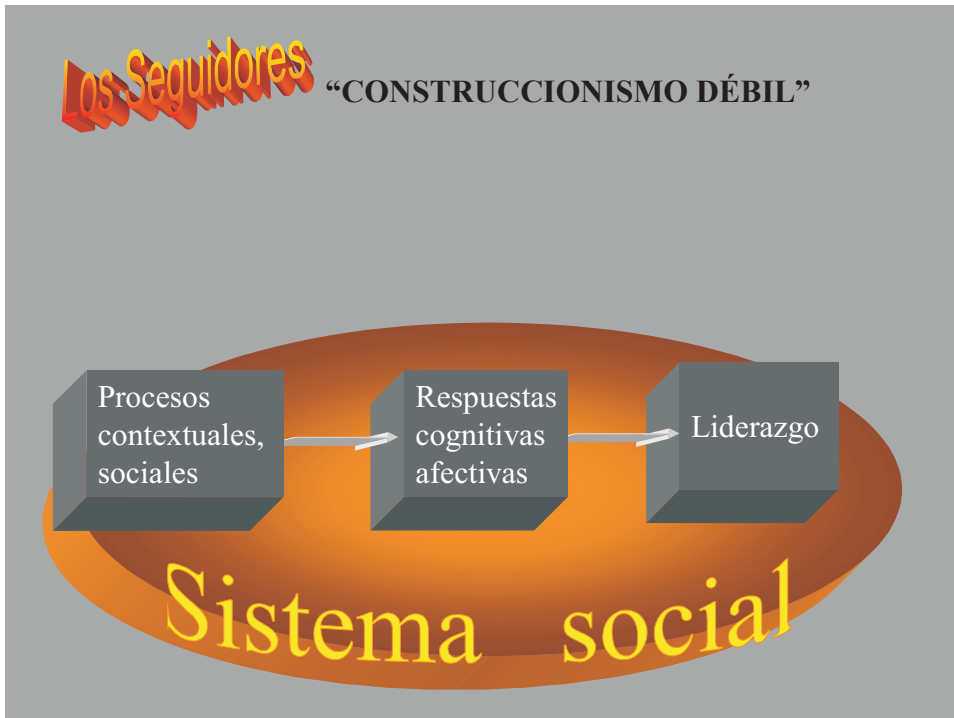 Los Seguidores
“CONSTRUCCIONISMO DÉBIL”
Procesos
contextuales,
sociales
Respuestas
cognitivas
afectivas
Liderazgo
Sistema social